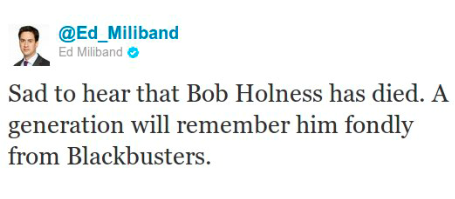 @Ed_Miliband
Ed Miliband
Sad to hear that Bob Holness has died. A
generation will remember him fondly
from Blackbusters.